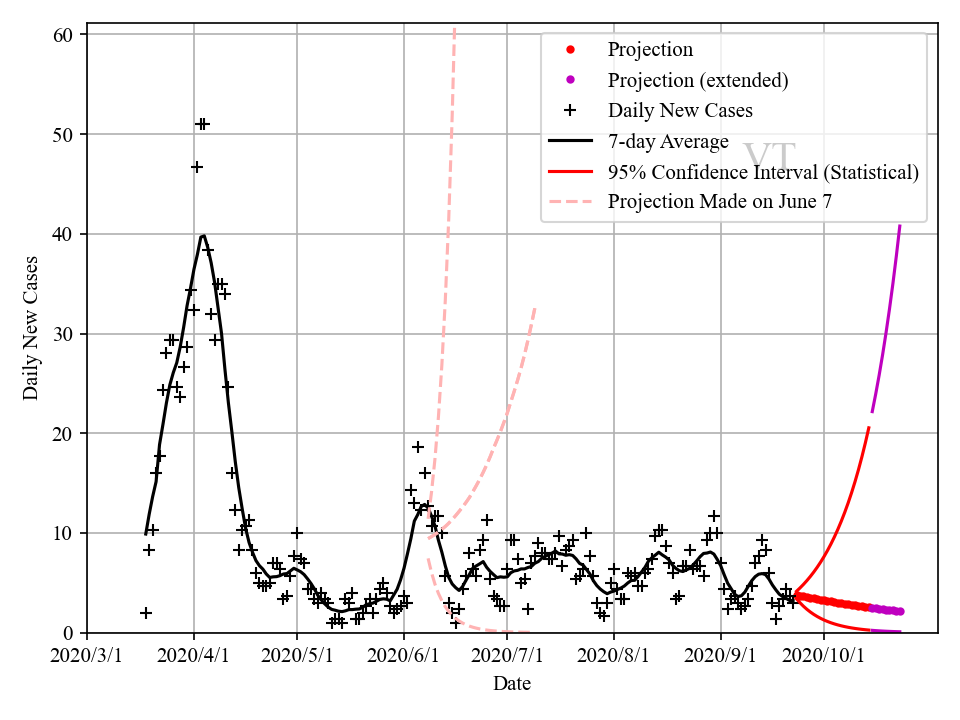 60
50
40
30
20
10
0
Daily New Cases
2020/3/1 2020/4/1 2020/5/1 2020/6/1 2020/7/1 2020/8/1 2020/9/1 2020/10/1
Date
Projection
Projection (extended)
Daily New Cases
7-day Average
VT
95% Confidence Interval (Statistical)
Projection Made on June 7